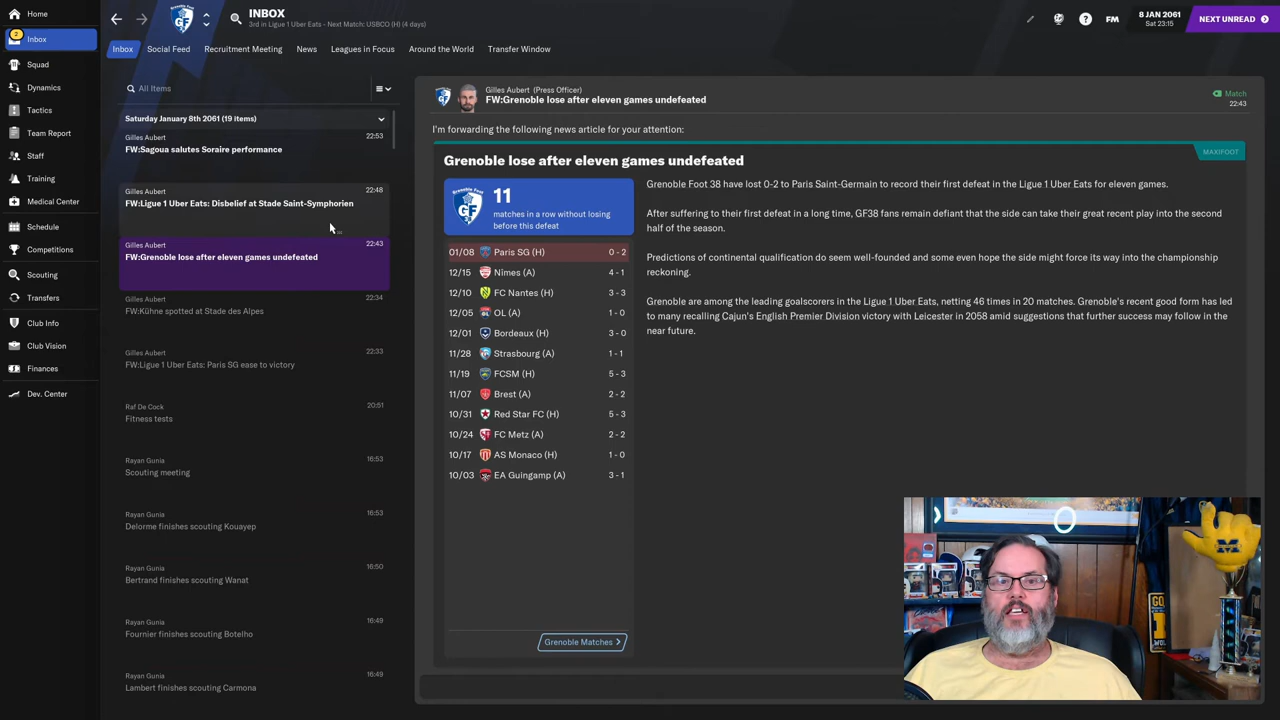 Home
INBOX
3rd in Ligue 1 Uber Eats - Next Match: USBCO (H) (4 days)
FM
8 JAN 2061
Sat 23:15
NEXT UNREAD
2
Inbox
Squad
Dynamics
Tactics
Team Report
Staff
Training
Medical Center
Schedule
Competitions
Scouting
Transfers
Club Info
Club Vision
Finances
Dev. Center
Inbox
Social Feed
Recruitment Meeting
News
Leagues in Focus
Around the World
Transfer Window
All Items
Saturday January 8th 2061 (19 items)
Gilles Aubert
22:53
FW:Sagoua salutes Soraire performance
Gilles Aubert
22:48
FW:Ligue 1 Uber Eats: Disbelief at Stade Saint-Symphorien
Gilles Aubert
22:43
FW:Grenoble lose after eleven games undefeated
Gilles Aubert
22:34
FW:Kühne spotted at Stade des Alpes
Gilles Aubert
22:33
FW:Ligue 1 Uber Eats: Paris SG ease to victory
Raf De Cock
20:51
Fitness tests
Rayan Gunia
16:53
Scouting meeting
Rayan Gunia
16:53
Delorme finishes scouting Kouayep
Rayan Gunia
16:50
Bertrand finishes scouting Wanat
Rayan Gunia
16:49
Fournier finishes scouting Botelho
Rayan Gunia
16:49
Lambert finishes scouting Carmona
Gilles Aubert (Press Officer)
FW:Grenoble lose after eleven games undefeated
Match
22:43
I'm forwarding the following news article for your attention:
MAXIFOOT
Grenoble lose after eleven games undefeated
11
matches in a row without losing
before this defeat
01/08 Paris SG (H) 0 - 2
12/15 Nîmes (A) 4 - 1
12/10 FC Nantes (H) 3 - 3
12/05 OL (A) 1 - 0
12/01 Bordeaux (H) 3 - 0
11/28 Strasbourg (A) 1 - 1
11/19 FCSM (H) 5 - 3
11/07 Brest (A) 2 - 2
10/31 Red Star FC (H) 5 - 3
10/24 FC Metz (A) 2 - 2
10/17 AS Monaco (H) 1 - 0
10/03 EA Guingamp (A) 3 - 1
Grenoble Matches
Grenoble Foot 38 have lost 0-2 to Paris Saint-Germain to record their first defeat in the Ligue 1 Uber Eats for eleven games.
After suffering to their first defeat in a long time, GF38 fans remain defiant that the side can take their great recent play into the second
half of the season.
Predictions of continental qualification do seem well-founded and some even hope the side might force its way into the championship
reckoning.
Grenoble are among the leading goalscorers in the Ligue 1 Uber Eats, netting 46 times in 20 matches. Grenoble's recent good form has led
to many recalling Cajun's English Premier Division victory with Leicester in 2058 amid suggestions that further success may follow in the
near future.